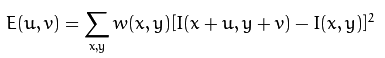 E(u,v) = \sum_{x,y} w(x,y)[I(x+u,y+v) - I(x,y)]^2